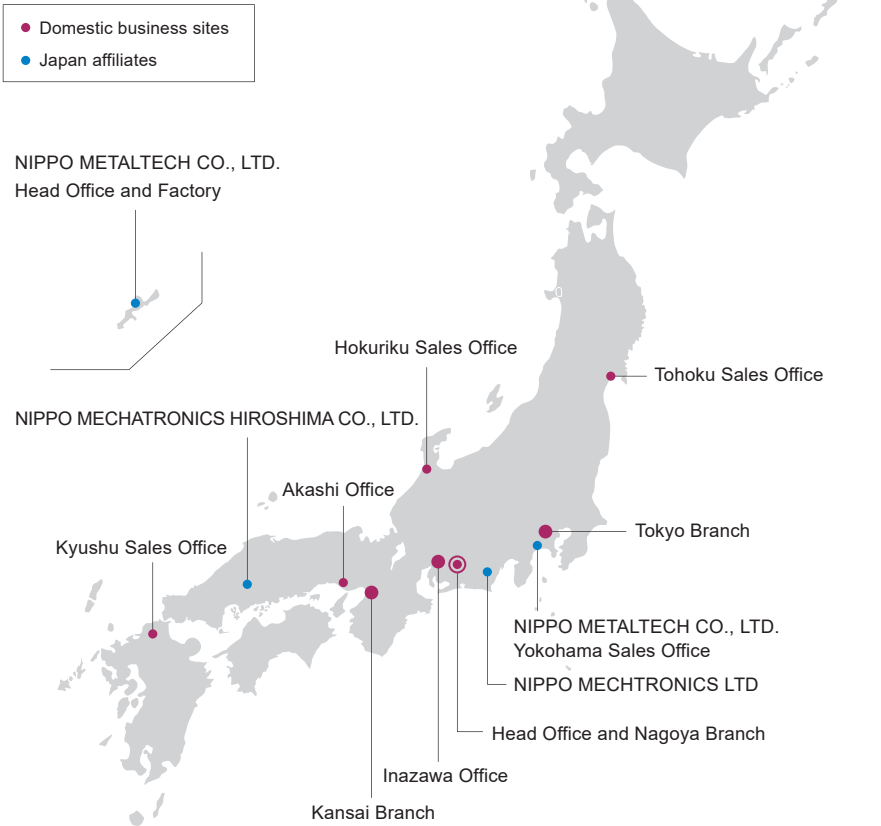 Domestic business sites
Japan affiliates
NIPPO METALTECH CO., LTD.
Head Office and Factory
Hokuriku Sales Office
Tohoku Sales Office
NIPPO MECHATRONICS HIROSHIMA CO., LTD.
Akashi Office
Tokyo Branch
Kyushu Sales Office
NIPPO METALTECH CO., LTD.
Yokohama Sales Office
NIPPO MECHTRONICS LTD
Head Office and Nagoya Branch
Inazawa Office
Kansai Branch